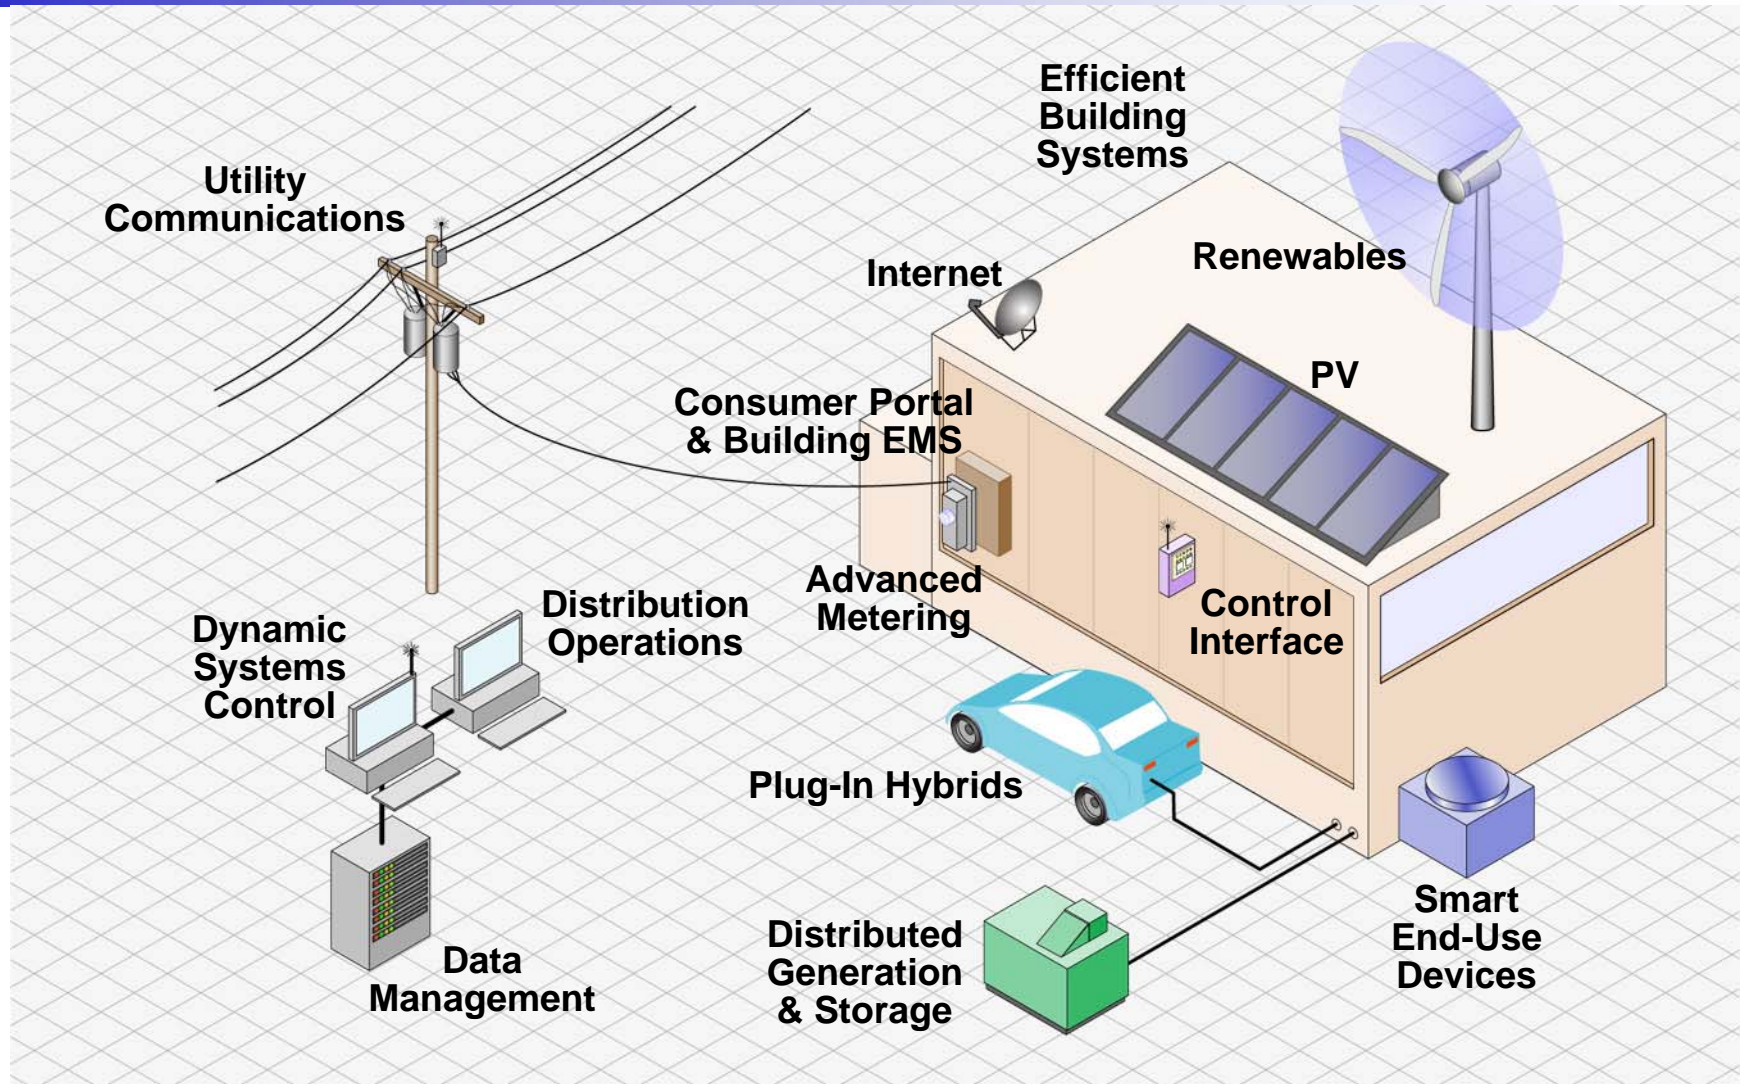 Efficient
Building
Systems
Utility
Communications
Renewables
Internet
PV
Consumer Portal
& Building EMS
Advanced
Metering
Control
Interface
Distribution
Operations
Dynamic
Systems
Control
Plug-In Hybrids
Smart
End-Use
Devices
Distributed
Generation
& Storage
Data
Management